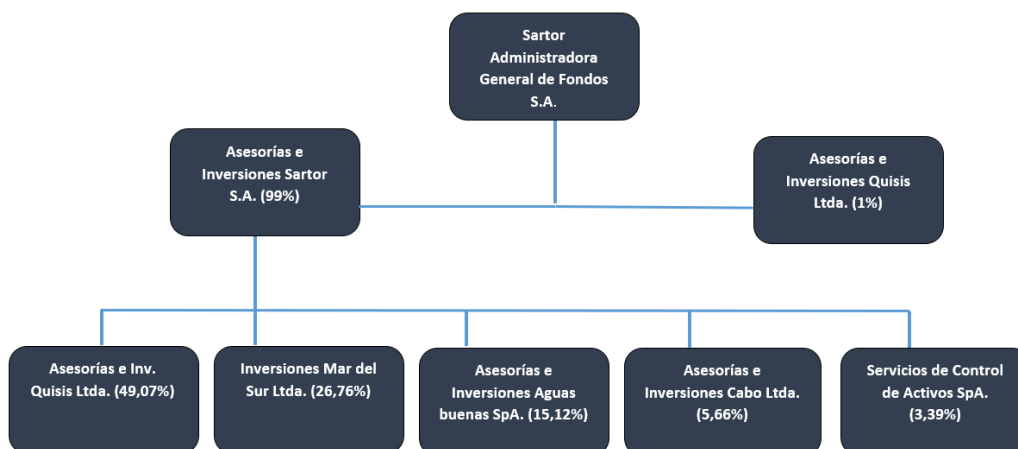 Sartor
Administradora
General de Fondos
S.A.
Asesorías e
Inversiones Sartor
S.A. (99%)
Asesorías e
Inversiones Quisis
Ltda. (1%)
Asesorías e Inv.
Quisis Ltda. (49,07%)
Inversiones Mar del
Sur Ltda. (26,76%)
Asesorías e
Inversiones Aguas
buenas SpA. (15,12%)
Asesorías e
Inversiones Cabo Ltda.
(5,66%)
Servicios de Control
de Activos SpA.
(3,39%)